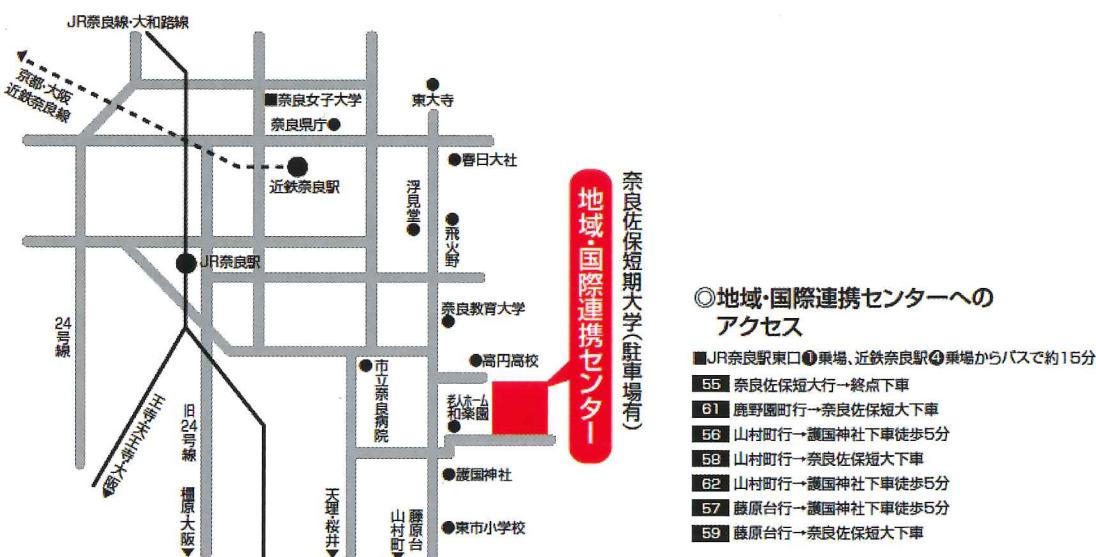 JR奈良線・大和路線
京都・大阪
近鉄奈良線
■奈良女子大学
東大寺
奈良県庁●
●春日大社
近鉄奈良駅
浮見堂●
●飛火野
JR奈良駅
奈良教育大学
24号線
●高円高校
●市立奈良病院
老人ホーム
和楽園
旧24号線
王寺・天王寺・大阪
●護国神社
橿原・大阪▼
天理・桜井▼
藤原台
山村町▼
●東市小学校
奈良佐保短期大学(駐車場有)
地域・国際連携センター
◎地域・国際連携センターへの
アクセス
■JR奈良駅東口❶乗場、近鉄奈良駅❹乗場からバスで約15分
55 奈良佐保短大行→終点下車
61 鹿野園町行→奈良佐保短大下車
56 山村町行→護国神社下車徒歩5分
58 山村町行→奈良佐保短大下車
62 山村町行→護国神社下車徒歩5分
57 藤原台行→護国神社下車徒歩5分
59 藤原台行→奈良佐保短大下車